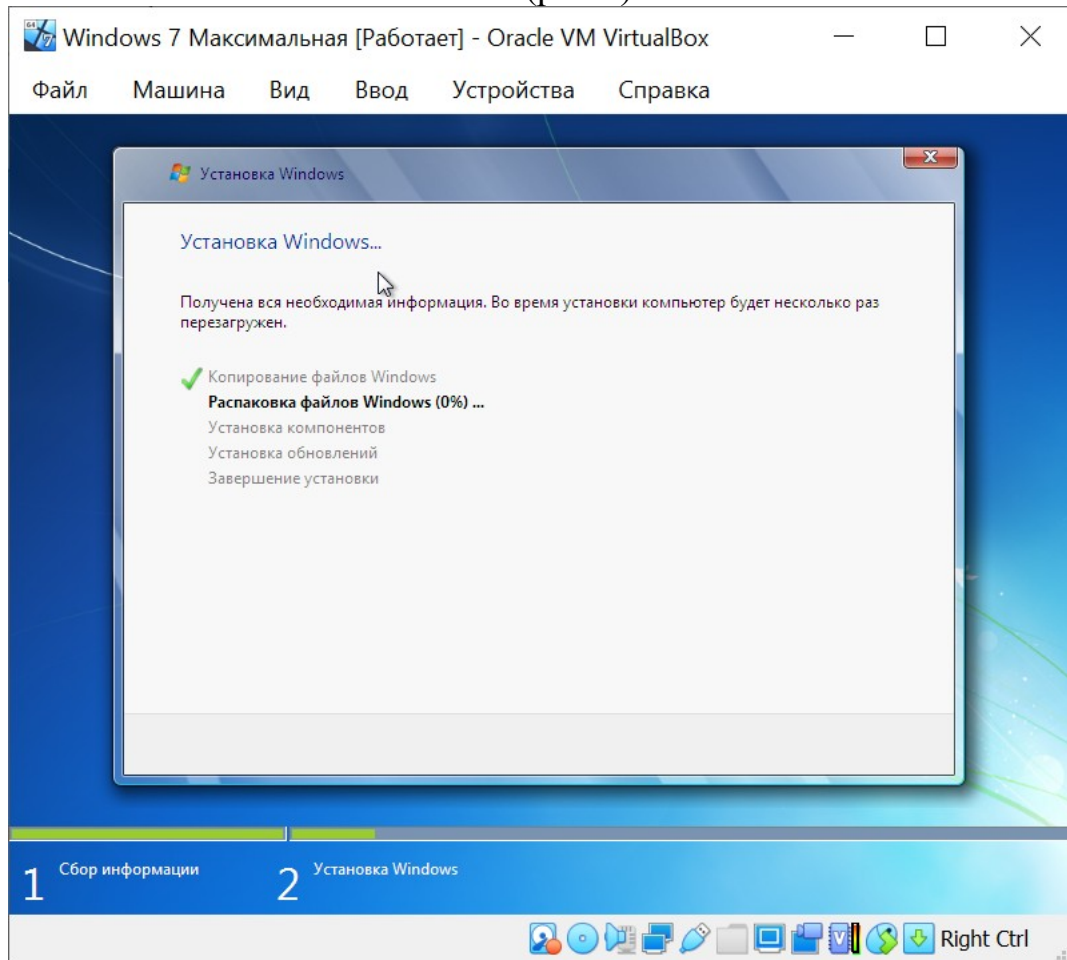 Windows 7 Максимальная [Работает] - Oracle VM VirtualBox
Файл Машина Вид Ввод Устройства Справка
Установка Windows
Установка Windows...
Получена вся необходимая информация. Во время установки компьютер будет несколько раз
перезагружен.
Копирование файлов Windows
Распаковка файлов Windows (0%) ...
Установка компонентов
Установка обновлений
Завершение установки
1 Сбор информации 2 Установка Windows
Right Ctrl